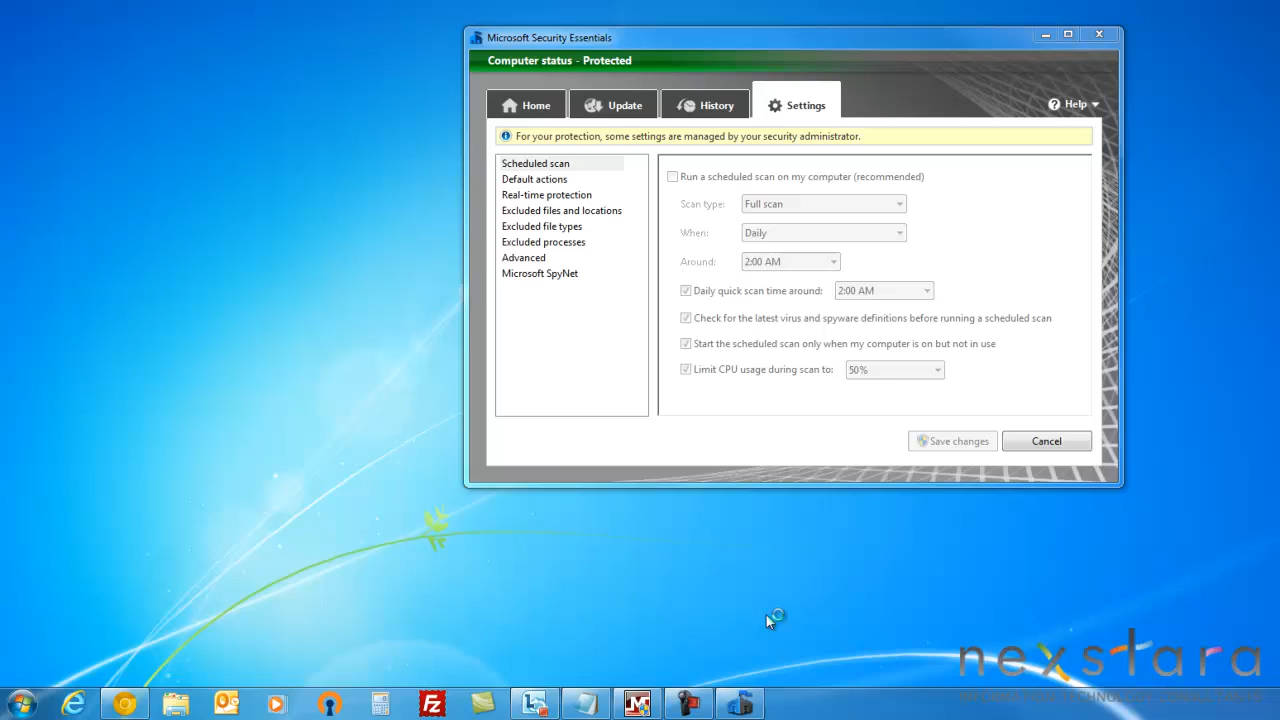 Microsoft Security Essentials
Computer status - Protected
Home
Update
History
Settings
Help
For your protection, some settings are managed by your security administrator.
Scheduled scan
Default actions
Real-time protection
Excluded files and locations
Excluded file types
Excluded processes
Advanced
Microsoft SpyNet
Run a scheduled scan on my computer (recommended)
Scan type: Full scan
When: Daily
Around: 2:00 AM
Daily quick scan time around: 2:00 AM
Check for the latest virus and spyware definitions before running a scheduled scan
Start the scheduled scan only when my computer is on but not in use
Limit CPU usage during scan to: 50%
Save changes
Cancel
nexstara